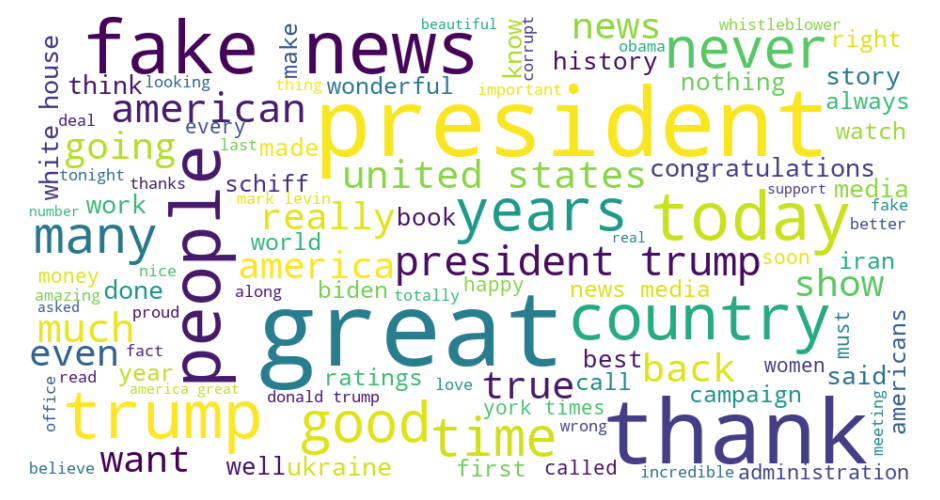 fake news
president
great
people
thank
trump
country
today
never
years
time
good
many
american
america
president trump
united states
news
white house
think
looking
beautiful
make
wonderful
thing
know
corrupt
important
obama
history
whistleblower
right
nothing
story
always
watch
deal
going
every
last
made
tonight
thanks
schiff
mark levin
congratulations
support
media
fake
better
number
work
really
book
world
real
money
nice
amazing
asked
done
proud
along
biden
totally
happy
news media
soon
iran
show
much
even
fact
read
year
america great
office
ratings
donald trump
love
true
best
call
back
women
must
said
americans
campaign
york times
wrong
meeting
believe
want
well
ukraine
first
called
incredible
administration